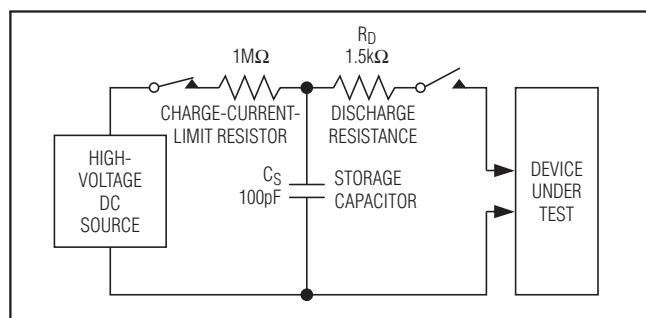 R_D
1MΩ
1.5kΩ
CHARGE-CURRENT-
LIMIT RESISTOR
DISCHARGE
RESISTANCE
HIGH-
VOLTAGE
DC
SOURCE
C_S
100pF
STORAGE
CAPACITOR
DEVICE
UNDER
TEST